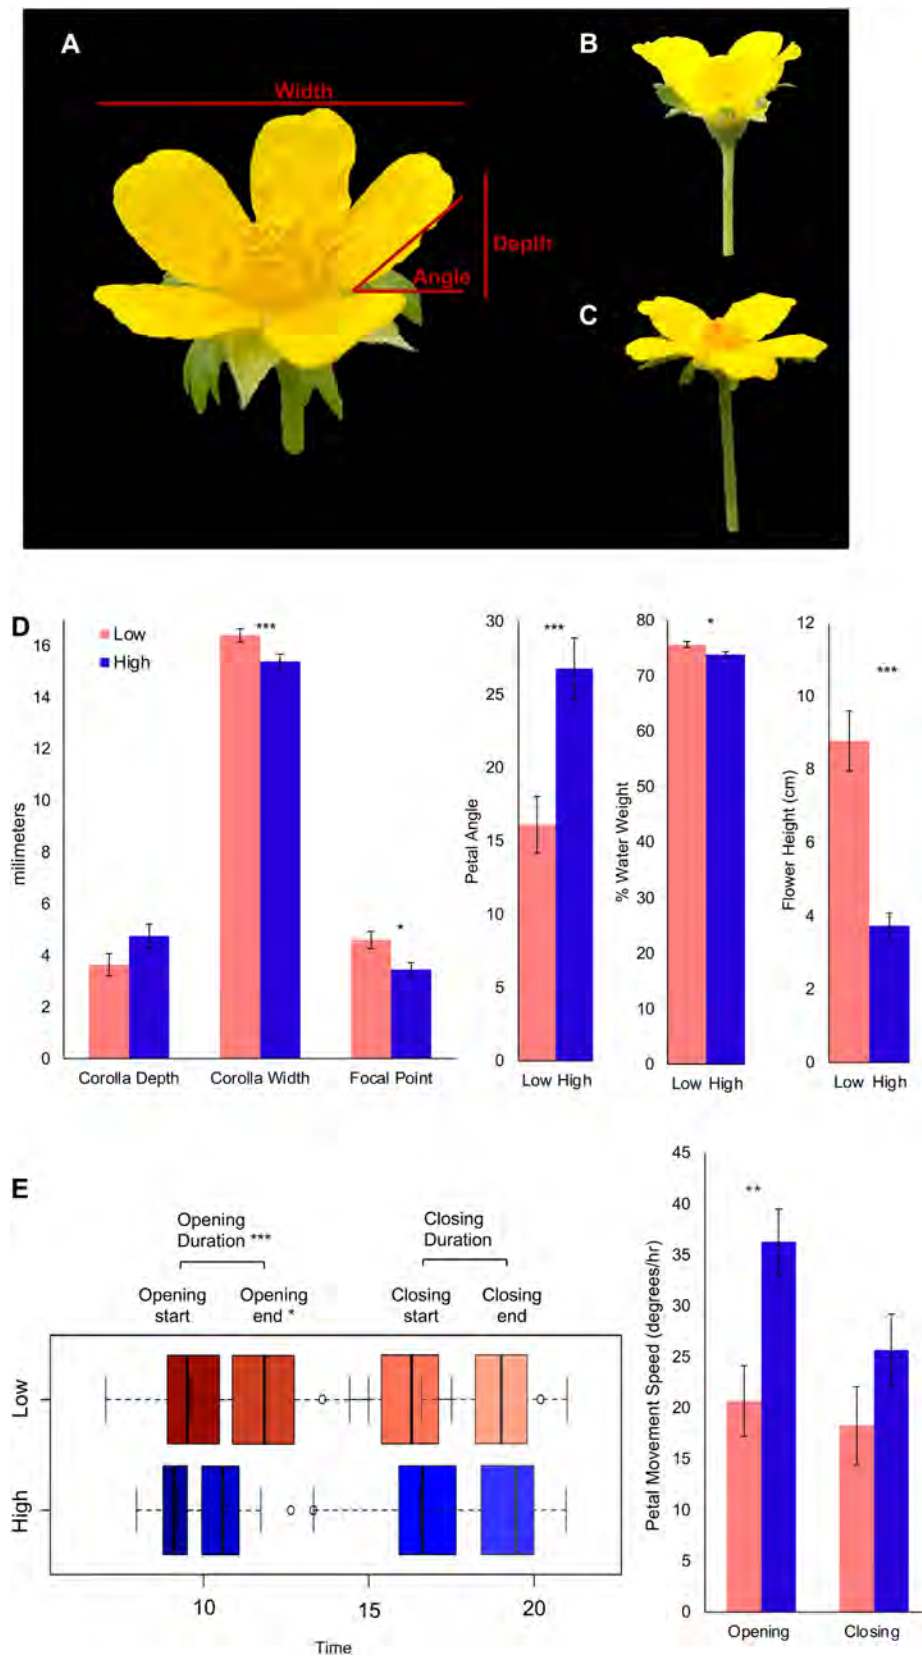 A
Width
Depth
Angle
B
C
D
Low
High
milimeters
16
14
12
10
8
6
4
2
0
Corolla Depth
Corolla Width
Focal Point
***
*
Petal Angle
30
25
20
15
10
5
0
***
Low High
% Water Weight
80
70
60
50
40
30
20
10
0
*
Low High
Flower Height (cm)
12
10
8
6
4
2
0
***
Low High
E
Opening
Duration ***
Closing
Duration
Opening
start
Opening
end *
Closing
start
Closing
end
Low
High
10
15
20
Time
Petal Movement Speed (degrees/hr)
45
40
35
30
25
20
15
10
5
0
**
Opening
Closing